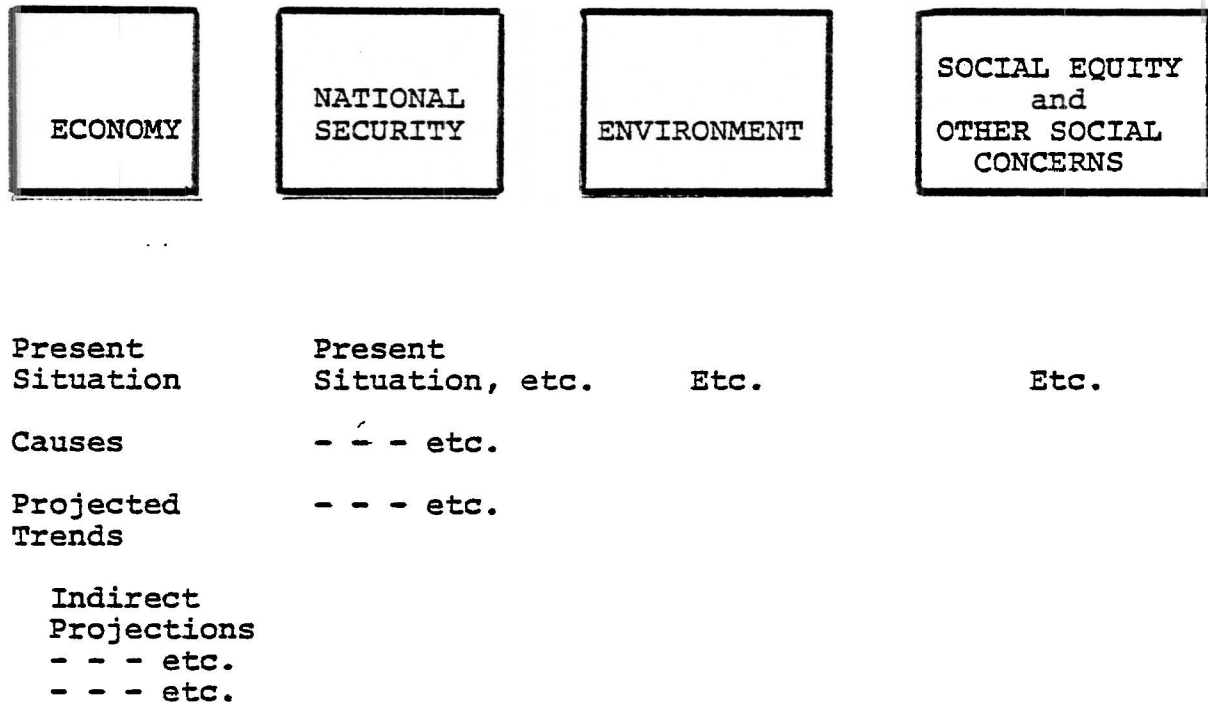 ECONOMY
NATIONAL
SECURITY
ENVIRONMENT
SOCIAL EQUITY
and
OTHER SOCIAL
CONCERNS
Present
Situation
Present
Situation, etc.
Etc.
Etc.
Causes
- - - etc.
Projected
Trends
- - - etc.
Indirect
Projections
- - - etc.
- - - etc.